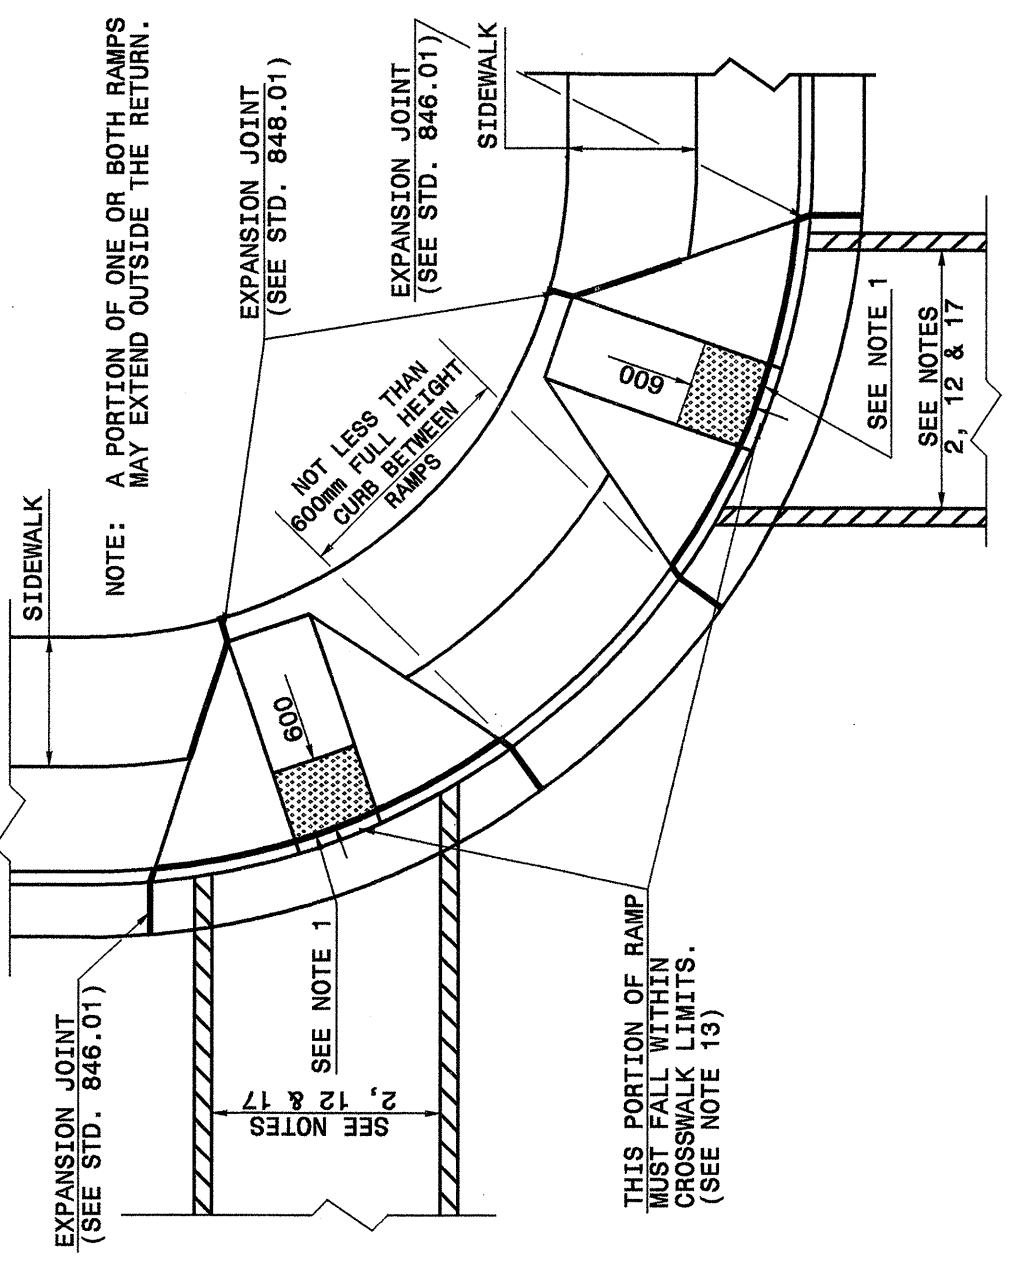 NOTE: A PORTION OF ONE OR BOTH RAMPS
MAY EXTEND OUTSIDE THE RETURN.
SIDEWALK
EXPANSION JOINT
(SEE STD. 848.01)
EXPANSION JOINT
(SEE STD. 846.01)
SIDEWALK
NOT LESS THAN
600mm FULL HEIGHT
CURB BETWEEN
RAMPS
600
600
SEE NOTE 1
SEE NOTES
2, 12 & 17
EXPANSION JOINT
(SEE STD. 846.01)
SEE NOTE 1
SEE NOTES
2, 12 & 17
THIS PORTION OF RAMP
MUST FALL WITHIN
CROSSWALK LIMITS.
(SEE NOTE 13)